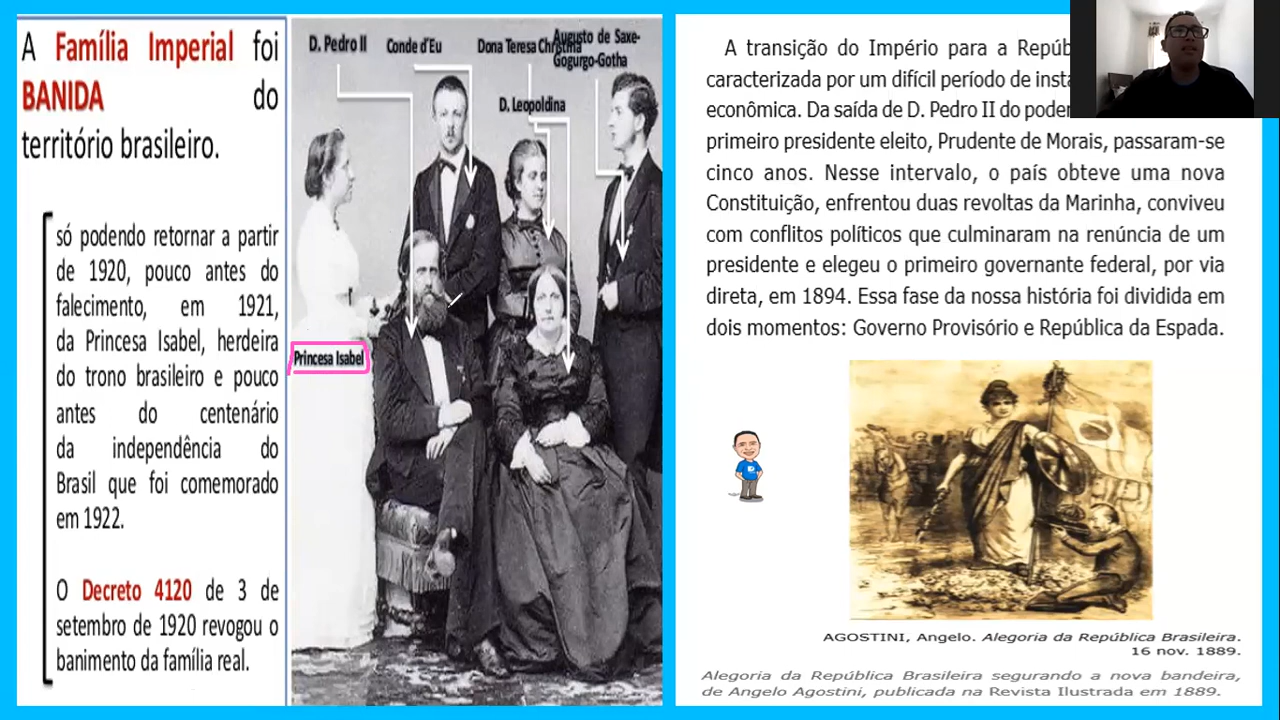 A Família Imperial foi
BANIDA do
território brasileiro.
só podendo retornar a partir
de 1920, pouco antes do
falecimento, em 1921,
da Princesa Isabel, herdeira
do trono brasileiro e pouco
antes do centenário
da independência do
Brasil que foi comemorado
em 1922.
O Decreto 4120 de 3 de
setembro de 1920 revogou o
banimento da família real.
D. Pedro II
Conde d'Eu
Dona Teresa Christina
Augusto de Saxe-
Gogurgo-Gotha
D. Leopoldina
Princesa Isabel
A transição do Império para a
caracterizada por um difícil período de
econômica. Da saída de D. Pedro II do
primeiro presidente eleito, Prudente de Morais, passaram-se
cinco anos. Nesse intervalo, o país obteve uma nova
Constituição, enfrentou duas revoltas da Marinha, conviveu
com conflitos políticos que culminaram na renúncia de um
presidente e elegeu o primeiro governante federal, por via
direta, em 1894. Essa fase da nossa história foi dividida em
dois momentos: Governo Provisório e República da Espada.
AGOSTINI, Angelo. Alegoria da República Brasileira.
16 nov. 1889.
Alegoria da República Brasileira segurando a nova bandeira,
de Angelo Agostini, publicada na Revista Ilustrada em 1889.